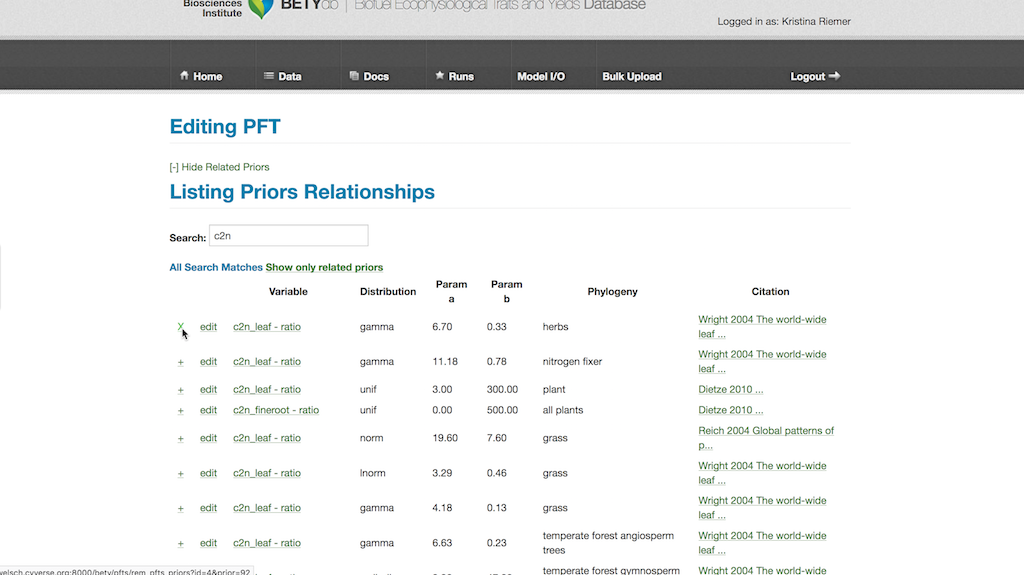 Biosciences
Institute
BETYdb | Biofuel Ecophysiological Traits and Yields Database
Logged in as: Kristina Riemer
Home Data Docs Runs Model I/O Bulk Upload Logout
Editing PFT
[-] Hide Related Priors
Listing Priors Relationships
Search: c2n
All Search Matches Show only related priors
Variable Distribution Param a Param b Phylogeny Citation
X edit c2n_leaf - ratio gamma 6.70 0.33 herbs Wright 2004 The world-wide leaf ...
+ edit c2n_leaf - ratio gamma 11.18 0.78 nitrogen fixer Wright 2004 The world-wide leaf ...
+ edit c2n_leaf - ratio unif 3.00 300.00 plant Dietze 2010 ...
+ edit c2n_fineroot - ratio unif 0.00 500.00 all plants Dietze 2010 ...
+ edit c2n_leaf - ratio norm 19.60 7.60 grass Reich 2004 Global patterns of p...
+ edit c2n_leaf - ratio lnorm 3.29 0.46 grass Wright 2004 The world-wide leaf ...
+ edit c2n_leaf - ratio gamma 4.18 0.13 grass Wright 2004 The world-wide leaf ...
+ edit c2n_leaf - ratio gamma 6.63 0.23 temperate forest angiosperm trees Wright 2004 The world-wide leaf ...
temperate forest gymnosperm Wright 2004 The world-wide
welsch.cyverse.org:8000/bety/pfts/rem_pfts_priors?id=4&prior=92